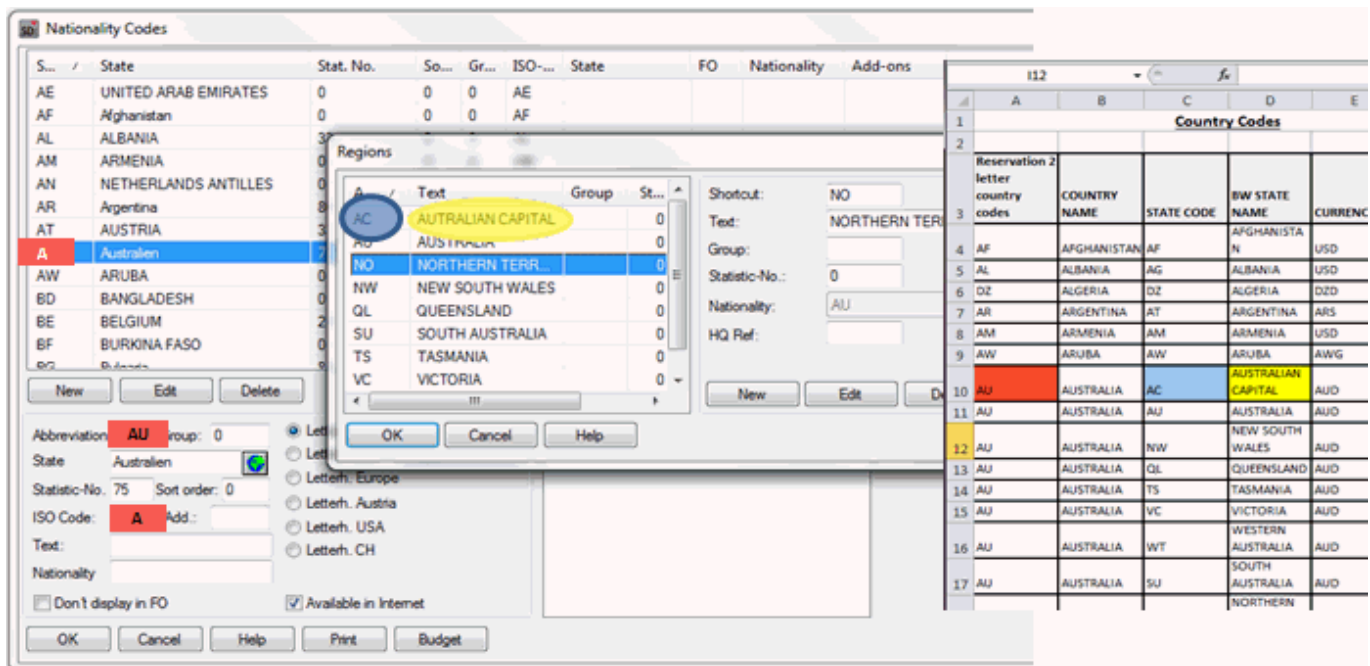 Nationality Codes
S... State Stat. No. So... Gr... ISO-... State FO Nationality Add-ons
AE UNITED ARAB EMIRATES 0 0 0 AE
AF Afghanistan 0 0 0 AF
AL ALBANIA
AM ARMENIA
AN NETHERLANDS ANTILLES
AR Argentina
AT AUSTRIA
A Australien
AW ARUBA
BD BANGLADESH
BE BELGIUM
BF BURKINA FASO
BG Bulgaria
New Edit Delete
Abbreviation AU Group: 0
State Australien
Statistic-No. 75 Sort order: 0
ISO Code: A Add.:
Text:
Nationality
Don't display in FO
Letterh. Europe
Letterh. Austria
Letterh. USA
Letterh. CH
Available in Internet
OK Cancel Help Print Budget
Regions
A... Text Group St...
AC AUTRALIAN CAPITAL 0
AU AUSTRALIA 0
NO NORTHERN TERR... 0
NW NEW SOUTH WALES 0
QL QUEENSLAND 0
SU SOUTH AUSTRALIA 0
TS TASMANIA 0
VC VICTORIA 0
OK Cancel Help
Shortcut: NO
Text: NORTHERN TER
Group:
Statistic-No.: 0
Nationality: AU
HQ Ref:
New Edit
I12 fx
A B C D E
1 Country Codes
2
3 Reservation 2 letter country codes COUNTRY NAME STATE CODE BW STATE NAME CURRENC
4 AF AFGHANISTAN AF AFGHANISTAN USD
5 AL ALBANIA AG ALBANIA USD
6 DZ ALGERIA DZ ALGERIA DZD
7 AR ARGENTINA AT ARGENTINA ARS
8 AM ARMENIA AM ARMENIA USD
9 AW ARUBA AW ARUBA AWG
10 AU AUSTRALIA AC AUSTRALIAN CAPITAL AUD
11 AU AUSTRALIA AU AUSTRALIA AUD
12 AU AUSTRALIA NW NEW SOUTH WALES AUD
13 AU AUSTRALIA QL QUEENSLAND AUD
14 AU AUSTRALIA TS TASMANIA AUD
15 AU AUSTRALIA VC VICTORIA AUD
16 AU AUSTRALIA WT WESTERN AUSTRALIA AUD
17 AU AUSTRALIA SU SOUTH AUSTRALIA AUD
NORTHERN